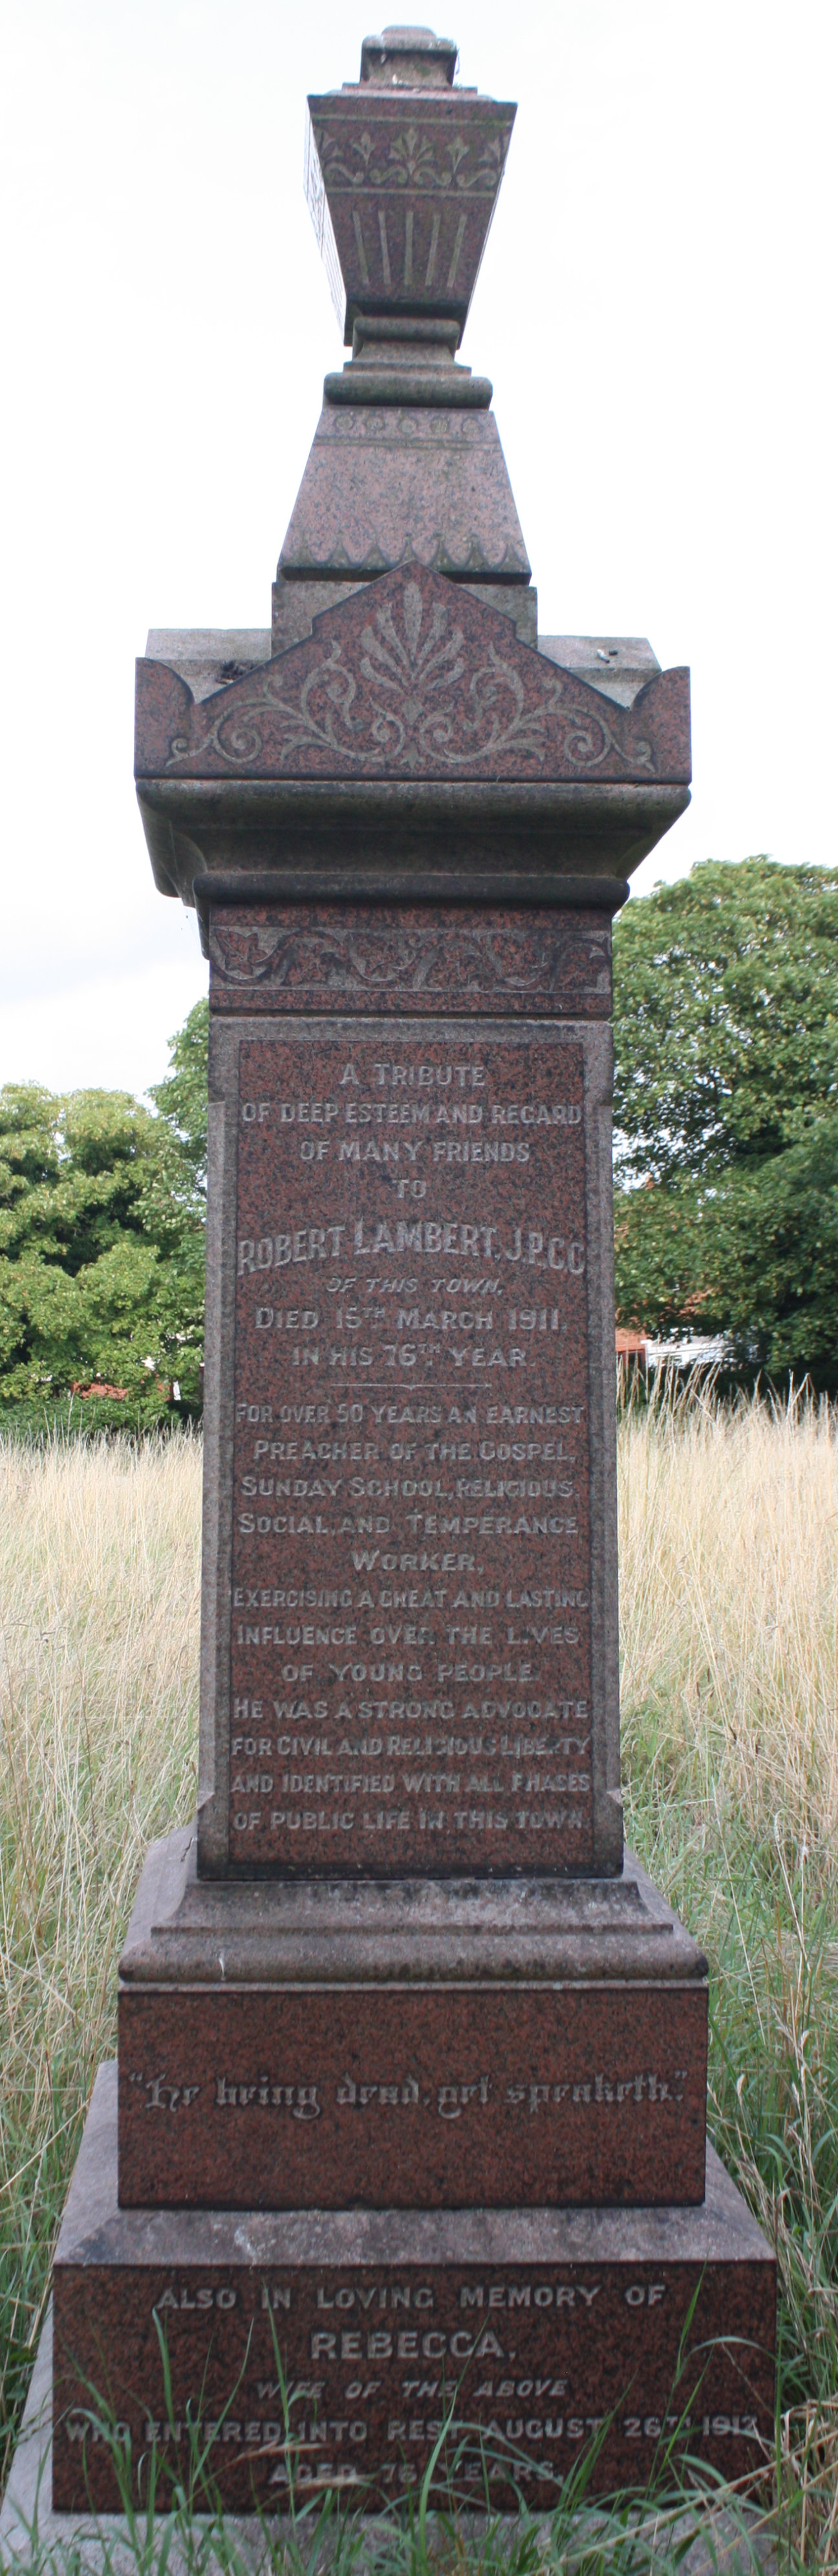 A TRIBUTE
OF DEEP ESTEEM AND REGARD
OF MANY FRIENDS
TO
ROBERT LAMBERT, J.P. C.C.
OF THIS TOWN,
DIED 15TH MARCH 1911.
IN HIS 76TH YEAR.
FOR OVER 50 YEARS AN EARNEST
PREACHER OF THE GOSPEL,
SUNDAY SCHOOL, RELIGIOUS,
SOCIAL, AND TEMPERANCE
WORKER,
EXERCISING A GREAT AND LASTING
INFLUENCE OVER THE LIVES
OF YOUNG PEOPLE.
HE WAS A STRONG ADVOCATE
FOR CIVIL AND RELIGIOUS LIBERTY
AND IDENTIFIED WITH ALL PHASES
OF PUBLIC LIFE IN THIS TOWN.
"He being dead, yet speaketh."
ALSO IN LOVING MEMORY OF
REBECCA,
WIFE OF THE ABOVE
WHO ENTERED INTO REST AUGUST 26TH
AGED 76 YEARS.